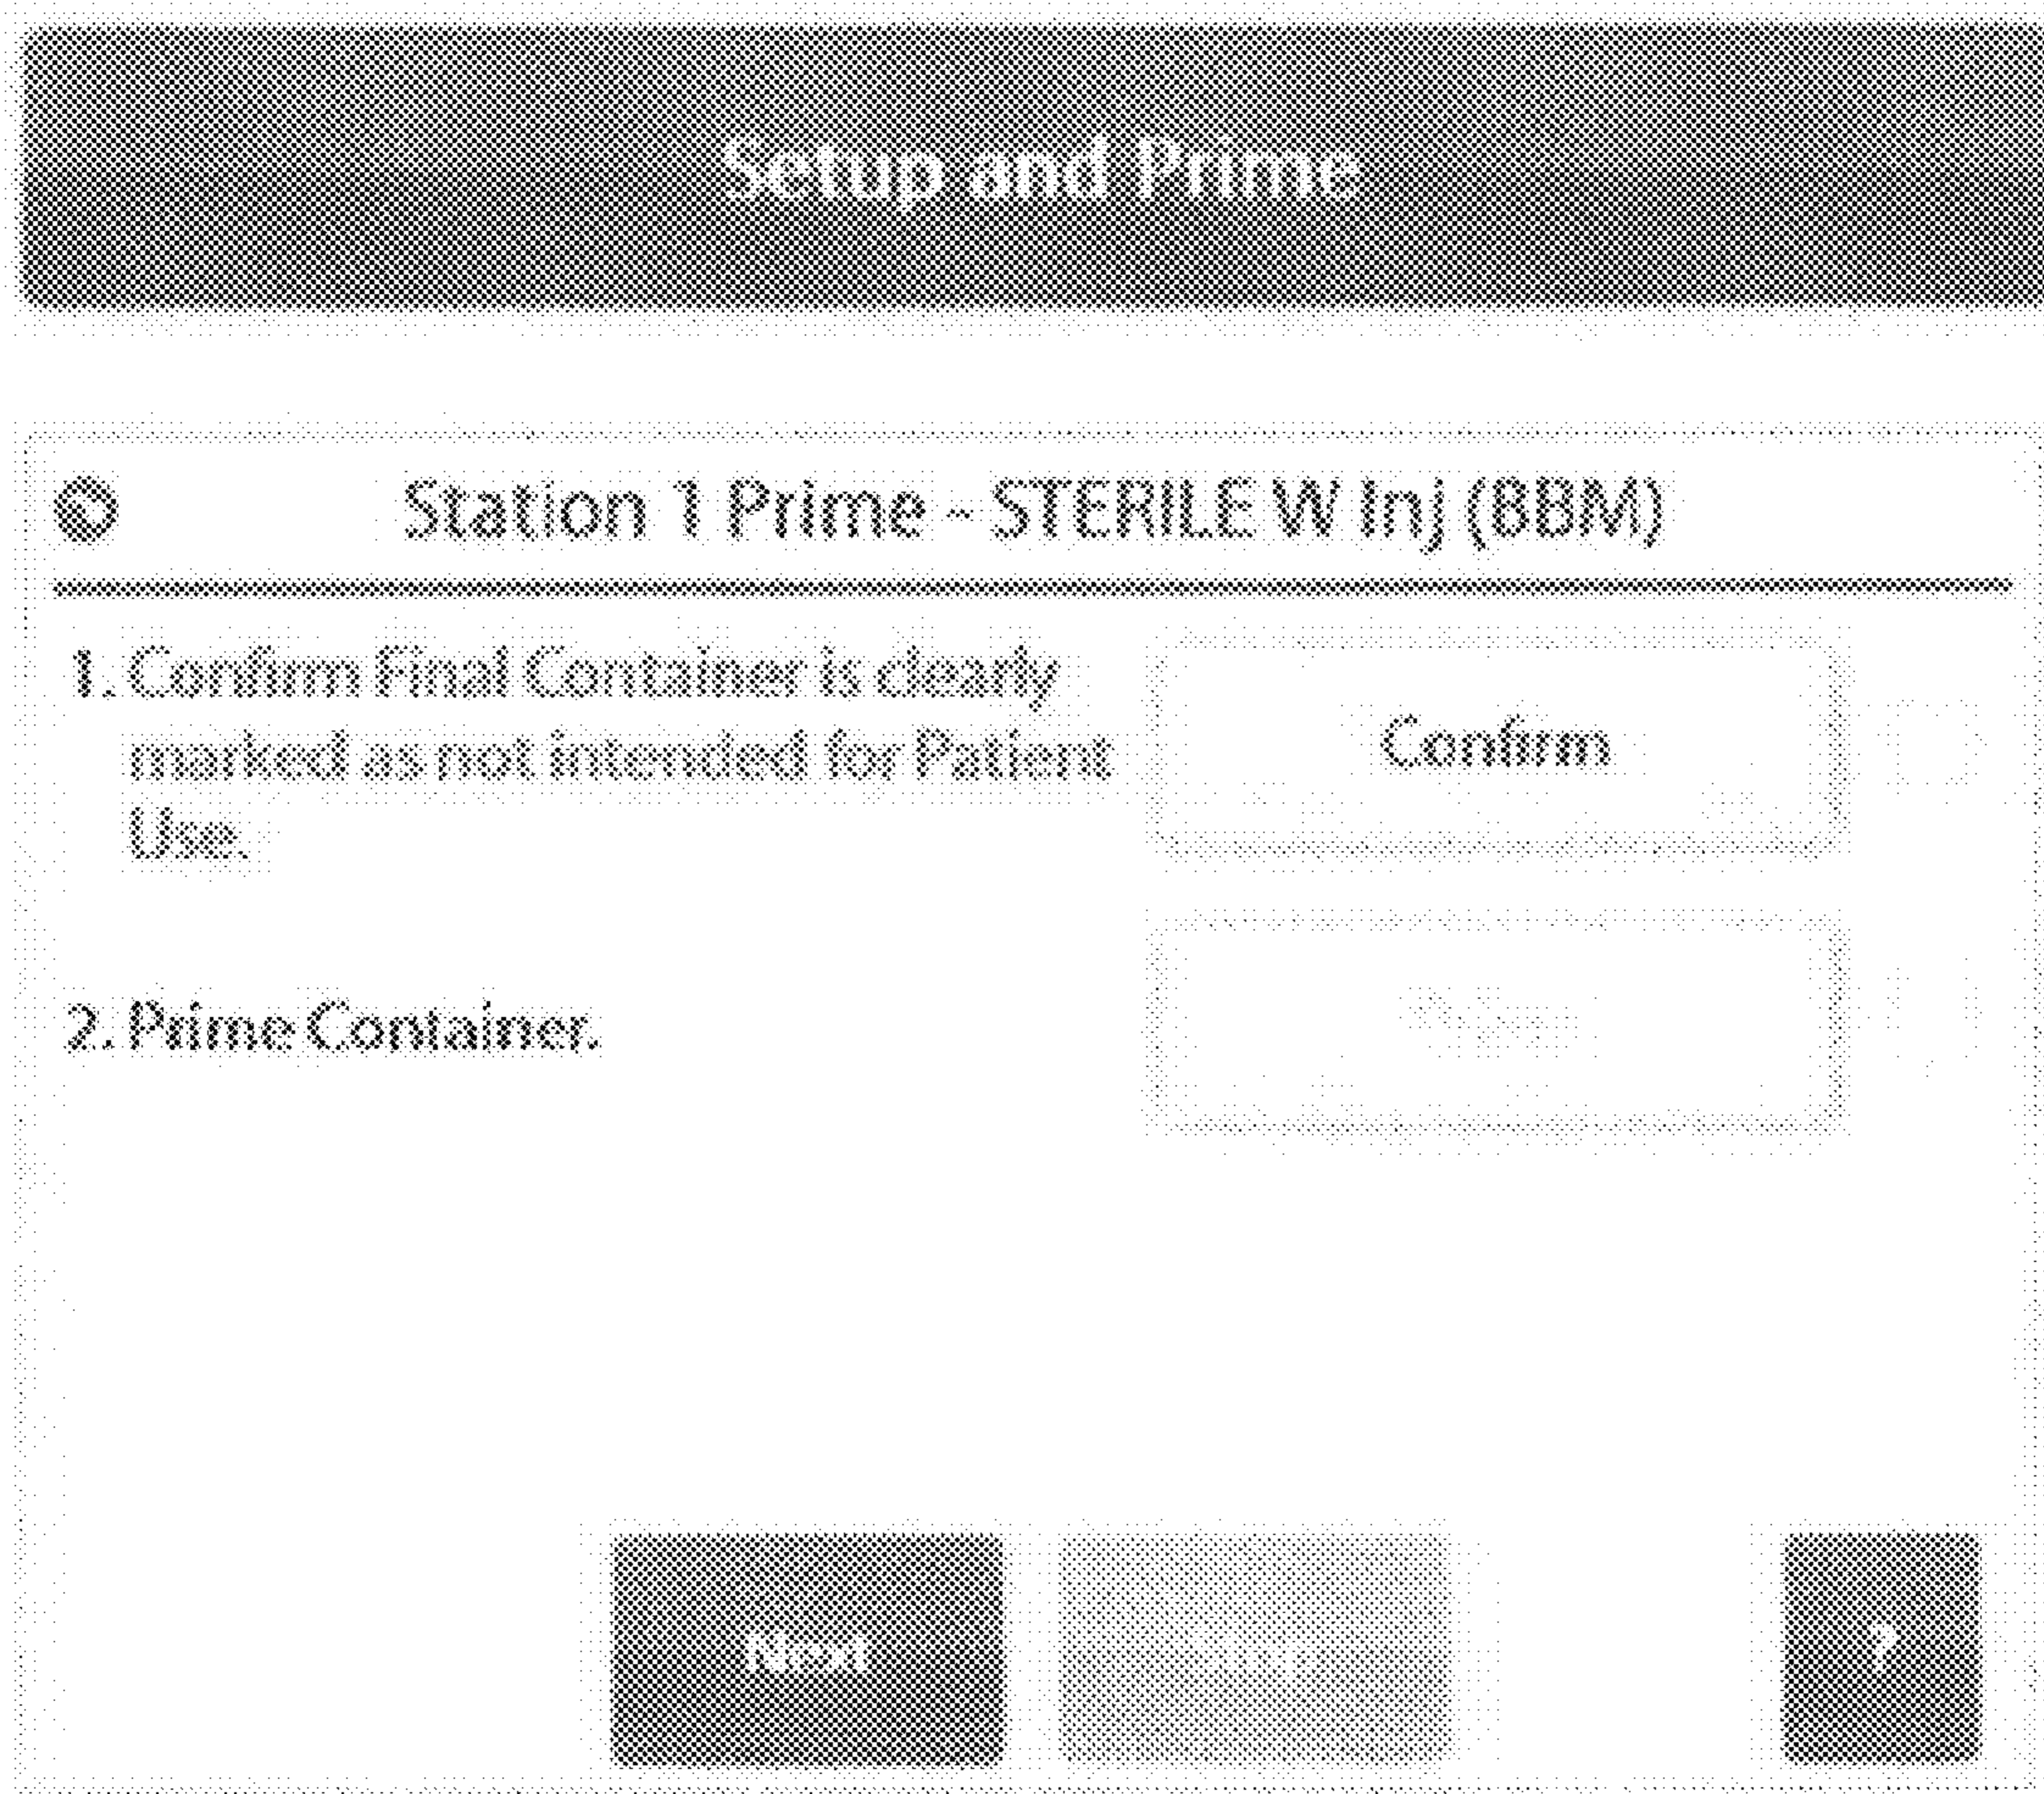 Setup and Prime
Station 1 Prime - STERILE W Inj (BBM)
1. Confirm Final Container is clearly
marked as not intended for Patient
Use.
Confirm
2. Prime Container.
Next
?